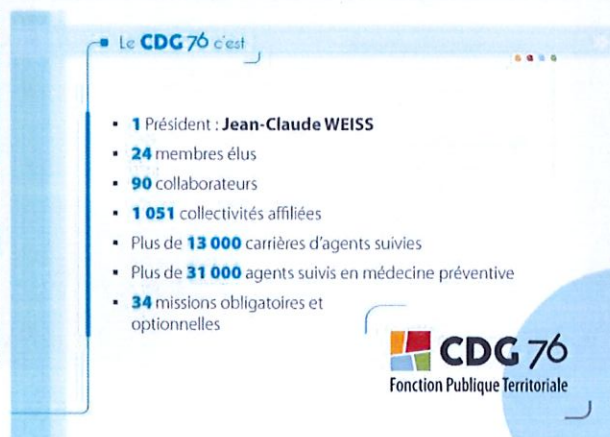 Le CDG 76 c'est
▪ 1 Président : Jean-Claude WEISS
▪ 24 membres élus
▪ 90 collaborateurs
▪ 1 051 collectivités affiliées
▪ Plus de 13 000 carrières d'agents suivies
▪ Plus de 31 000 agents suivis en médecine préventive
▪ 34 missions obligatoires et
optionnelles
CDG 76
Fonction Publique Territoriale